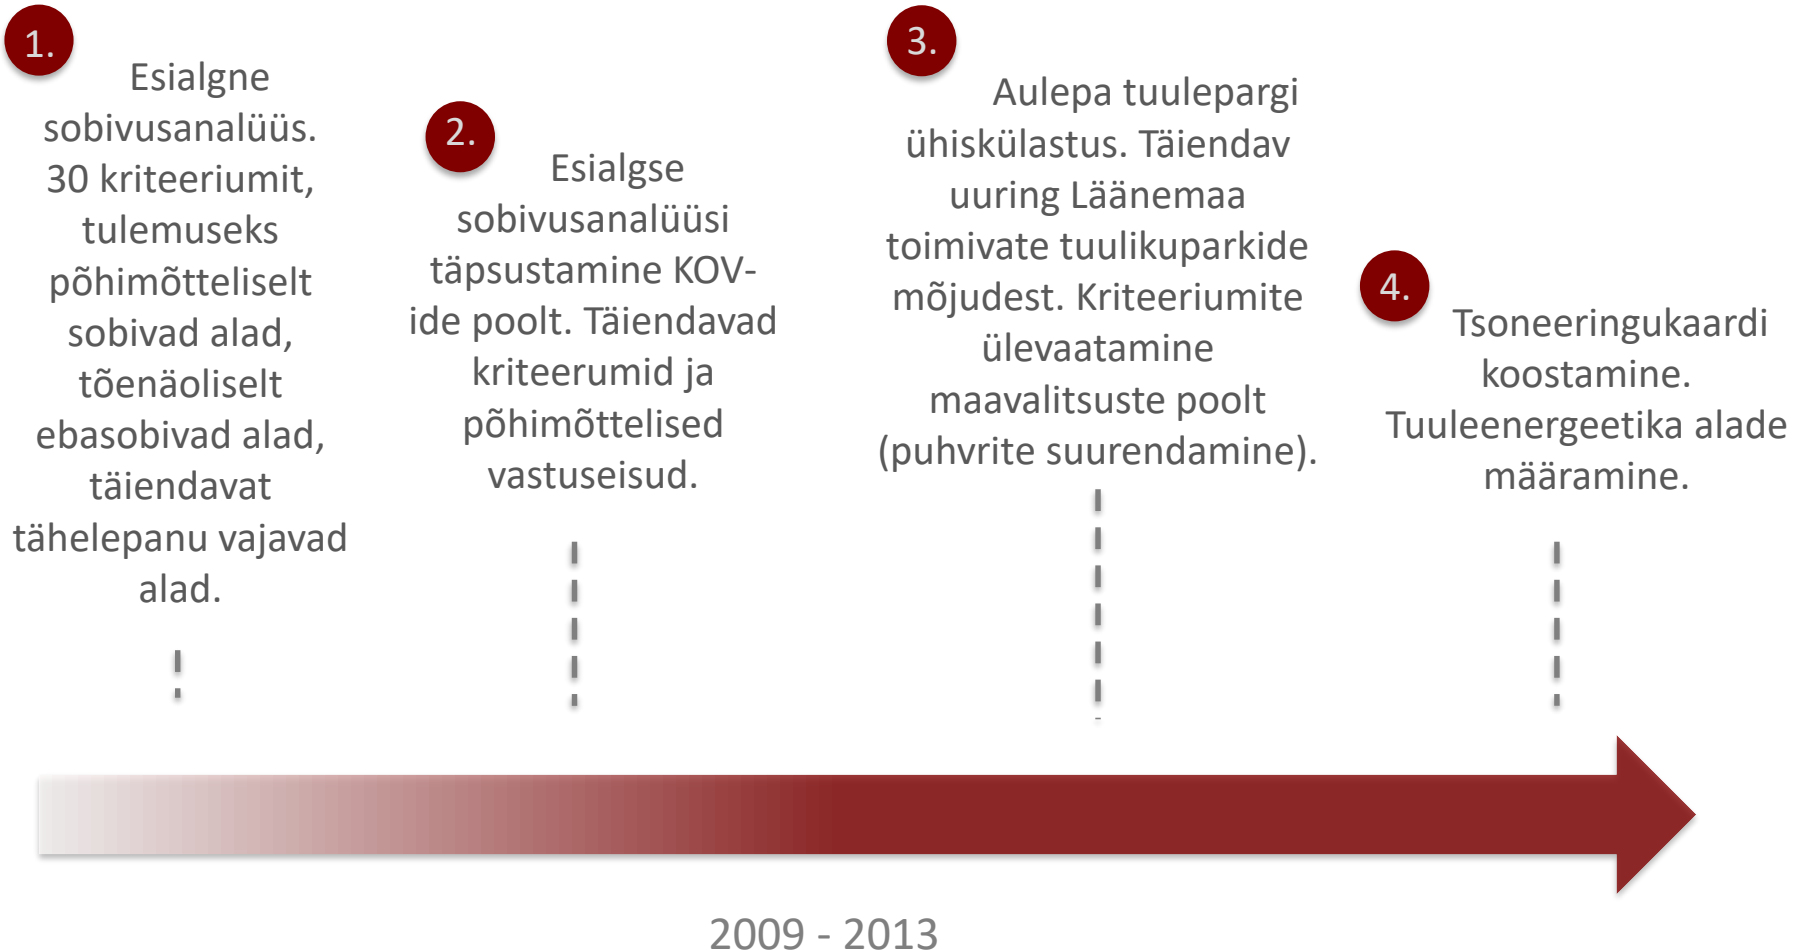 1.
Esialgne
sobivusanalüüs.
30 kriteeriumit,
tulemuseks
põhimõtteliselt
sobivad alad,
tõenäoliselt
ebasobivad alad,
täiendavat
tähelepanu vajavad
alad.
2.
Esialgse
sobivusanalüüsi
täpsustamine KOV-
ide poolt. Täiendavad
kriteerumid ja
põhimõttelised
vastuseisud.
3.
Aulepa tuulepargi
ühiskülastus. Täiendav
uuring Läänemaa
toimivate tuulikuparkide
mõjudest. Kriteeriumite
ülevaatamine
maavalitsuste poolt
(puhvrite suurendamine).
4.
Tsoneeringukaardi
koostamine.
Tuuleenergeetika alade
määramine.
2009 - 2013